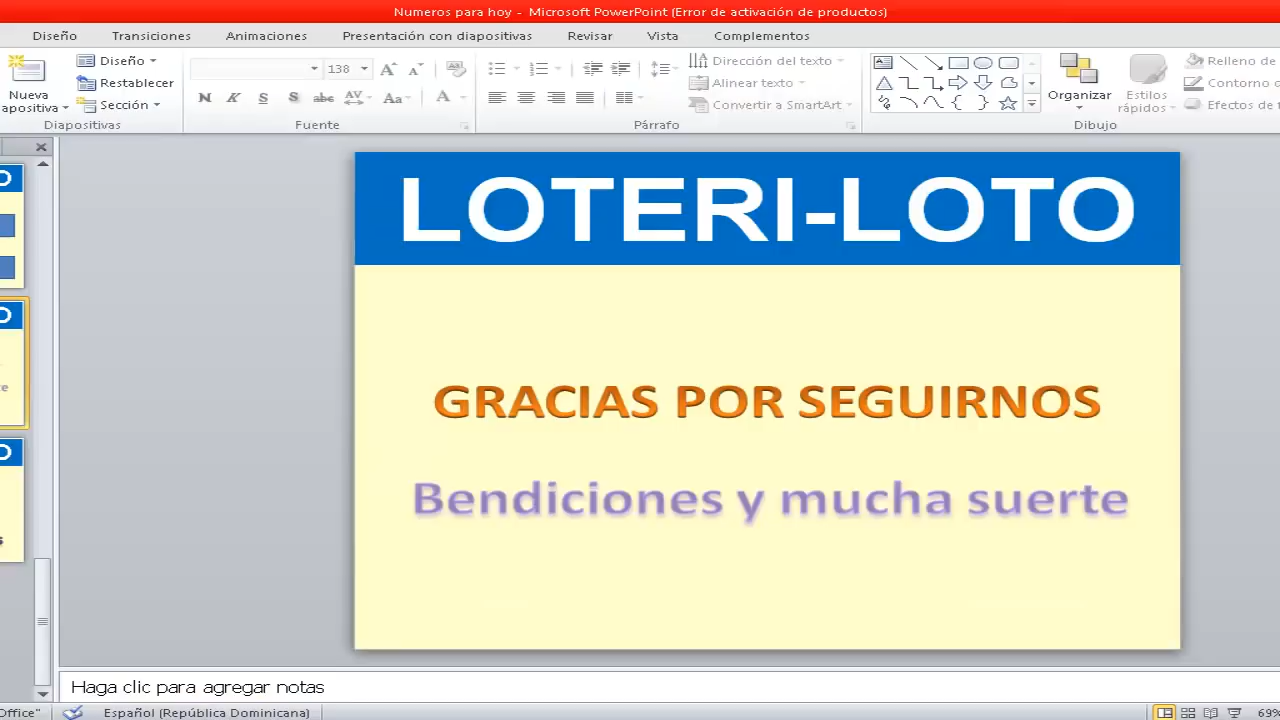 Numeros para hoy - Microsoft PowerPoint (Error de activación de productos)
Diseño Transiciones Animaciones Presentación con diapositivas Revisar Vista Complementos
Nueva
Diseño
Restablecer
Sección
138
N K S S abc AV Aa A
Dirección del texto
Alinear texto
Convertir a SmartArt
Organizar
Estilos
rápidos
Relleno de
Contorno
Efectos de
Diapositivas Fuente Párrafo Dibujo
LOTERI-LOTO
GRACIAS POR SEGUIRNOS
Bendiciones y mucha suerte
Haga clic para agregar notas
Office" Español (República Dominicana) 69%